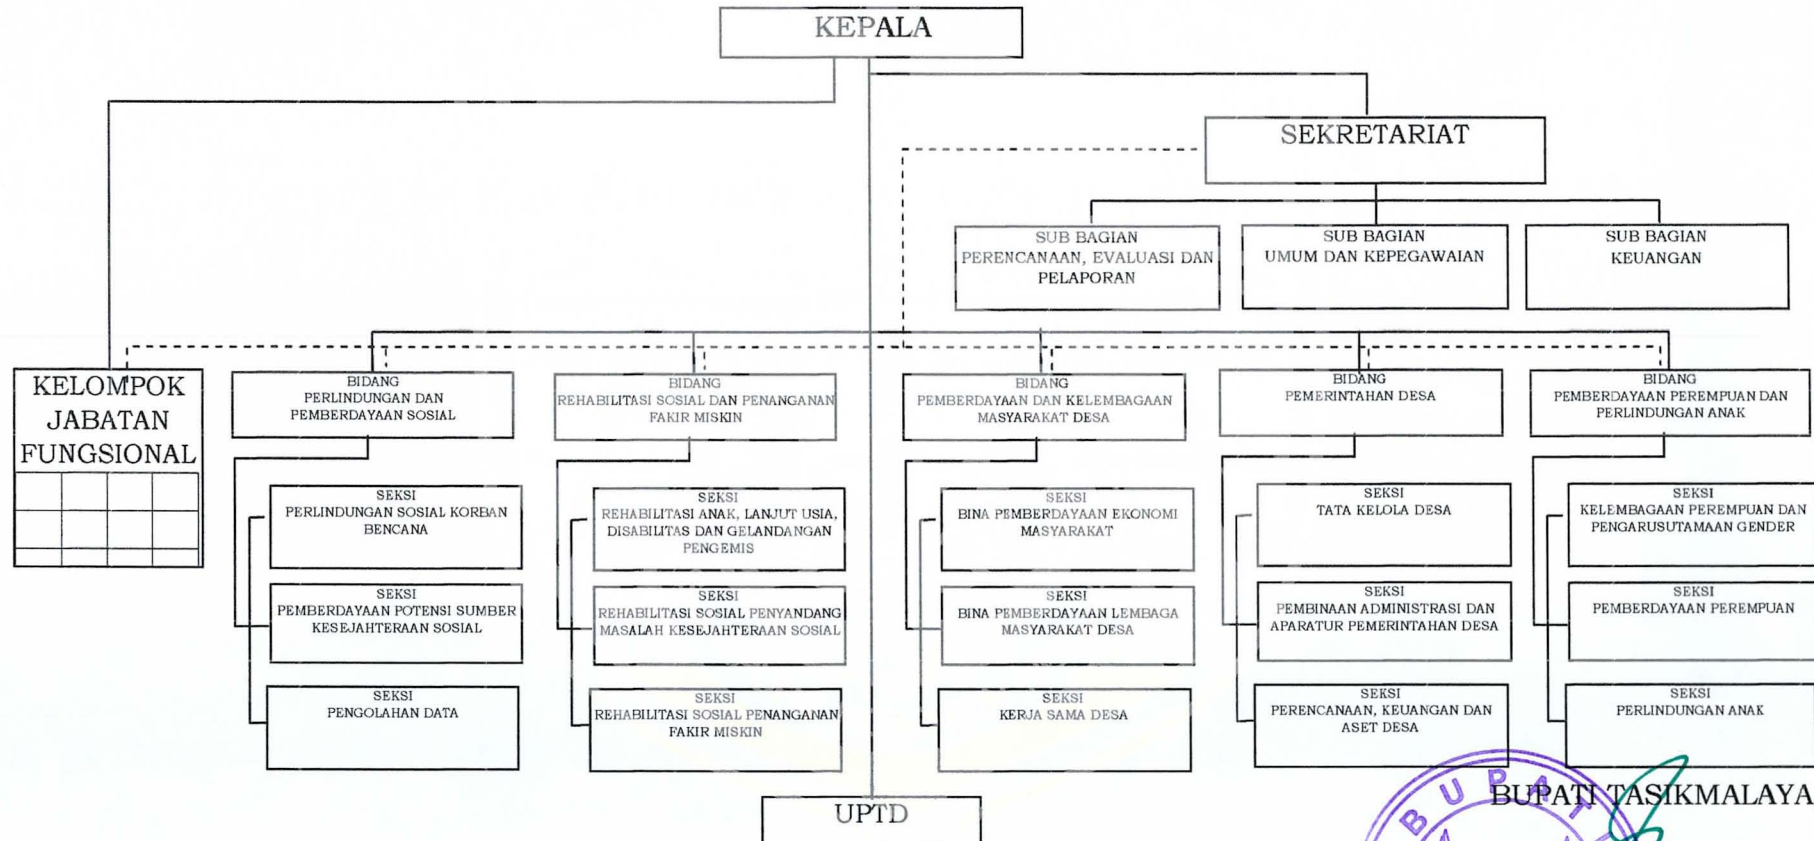 KEPALA
SEKRETARIAT
SUB BAGIAN
PERENCANAAN, EVALUASI DAN
PELAPORAN
SUB BAGIAN
UMUM DAN KEPEGAWAIAN
SUB BAGIAN
KEUANGAN
KELOMPOK
JABATAN
FUNGSIONAL
BIDANG
PERLINDUNGAN DAN
PEMBERDAYAAN SOSIAL
BIDANG
REHABILITASI SOSIAL DAN PENANGANAN
FAKIR MISKIN
BIDANG
PEMBERDAYAAN DAN KELEMBAGAAN
MASYARAKAT DESA
BIDANG
PEMERINTAHAN DESA
BIDANG
PEMBERDAYAAN PEREMPUAN DAN
PERLINDUNGAN ANAK
SEKSI
PERLINDUNGAN SOSIAL KORBAN
BENCANA
SEKSI
REHABILITASI ANAK, LANJUT USIA,
DISABILITAS DAN GELANDANGAN
PENGEMIS
SEKSI
BINA PEMBERDAYAAN EKONOMI
MASYARAKAT
SEKSI
TATA KELOLA DESA
SEKSI
KELEMBAGAAN PEREMPUAN DAN
PENGARUSUTAMAAN GENDER
SEKSI
PEMBERDAYAAN POTENSI SUMBER
KESEJAHTERAAN SOSIAL
SEKSI
REHABILITASI SOSIAL PENYANDANG
MASALAH KESEJAHTERAAN SOSIAL
SEKSI
BINA PEMBERDAYAAN LEMBAGA
MASYARAKAT DESA
SEKSI
PEMBINAAN ADMINISTRASI DAN
APARATUR PEMERINTAHAN DESA
SEKSI
PEMBERDAYAAN PEREMPUAN
SEKSI
PENGOLAHAN DATA
SEKSI
REHABILITASI SOSIAL PENANGANAN
FAKIR MISKIN
SEKSI
KERJA SAMA DESA
SEKSI
PERENCANAAN, KEUANGAN DAN
ASET DESA
SEKSI
PERLINDUNGAN ANAK
UPTD
BUPATI TASIKMALAYA
BUPAT